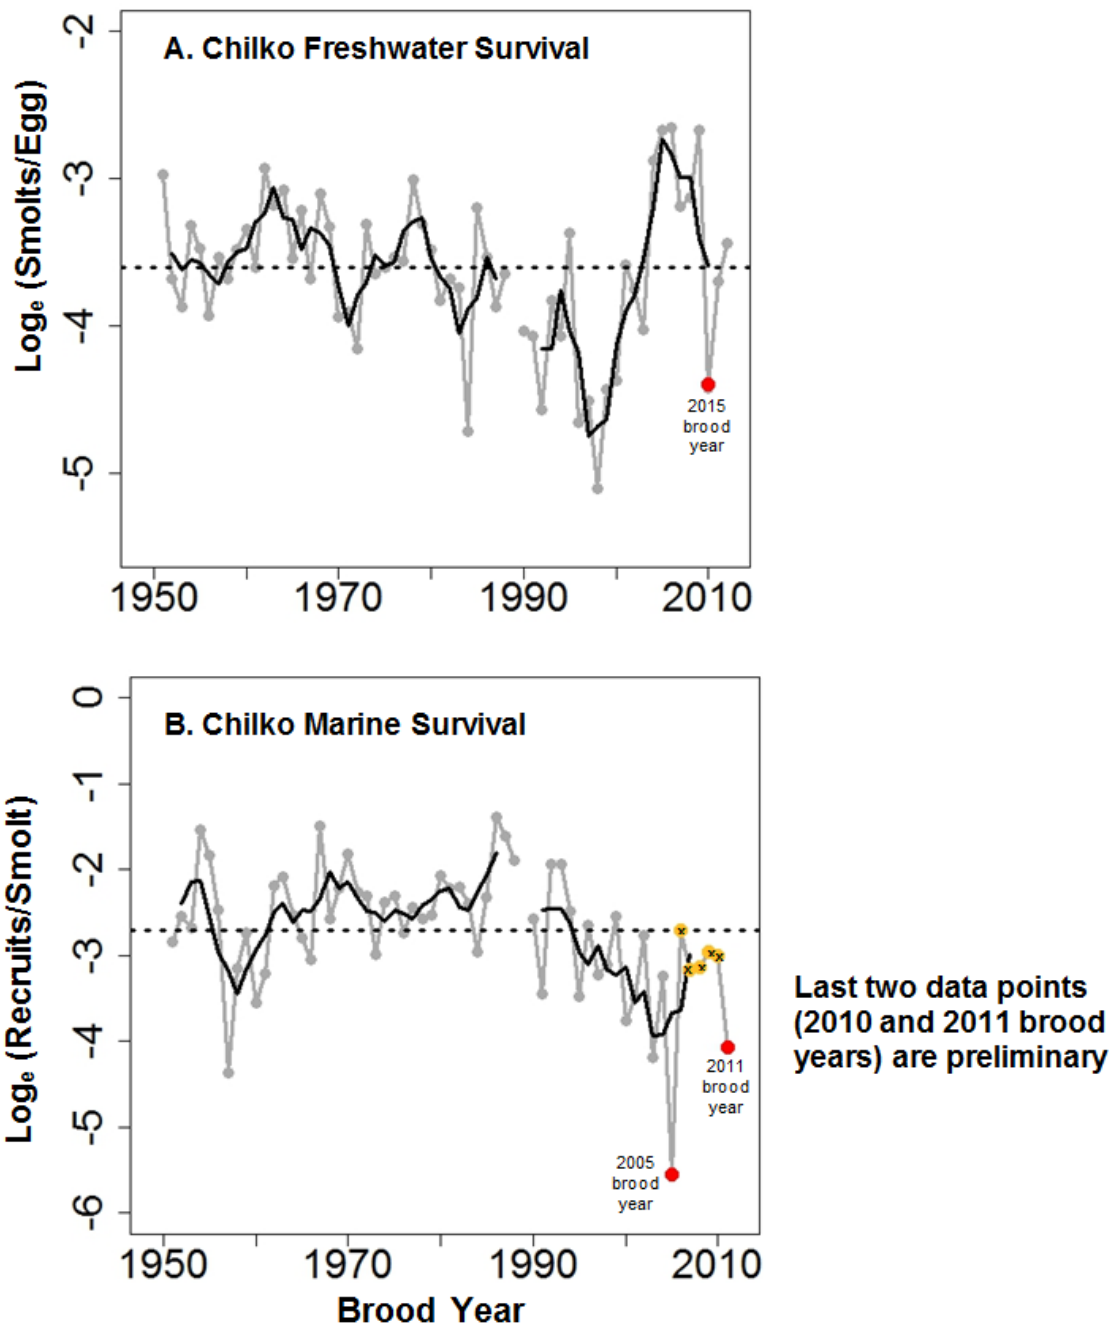 A. Chilko Freshwater Survival
Logₑ (Smolts/Egg)
-2
-3
-4
-5
2015
brood
year
1950
1970
1990
2010
B. Chilko Marine Survival
Logₑ (Recruits/Smolt)
0
-1
-2
-3
-4
-5
-6
2011
brood
year
2005
brood
year
1950
1970
1990
2010
Brood Year
Last two data points
(2010 and 2011 brood
years) are preliminary